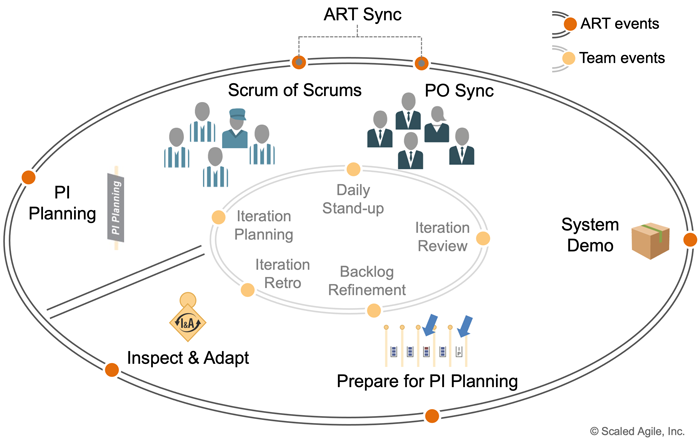 ART Sync
ART events
Team events
Scrum of Scrums
PO Sync
PI
Planning
PI Planning
Daily
Stand-up
Iteration
Planning
Iteration
Review
System
Demo
Iteration
Retro
Backlog
Refinement
I&A
Inspect & Adapt
Prepare for PI Planning
© Scaled Agile, Inc.